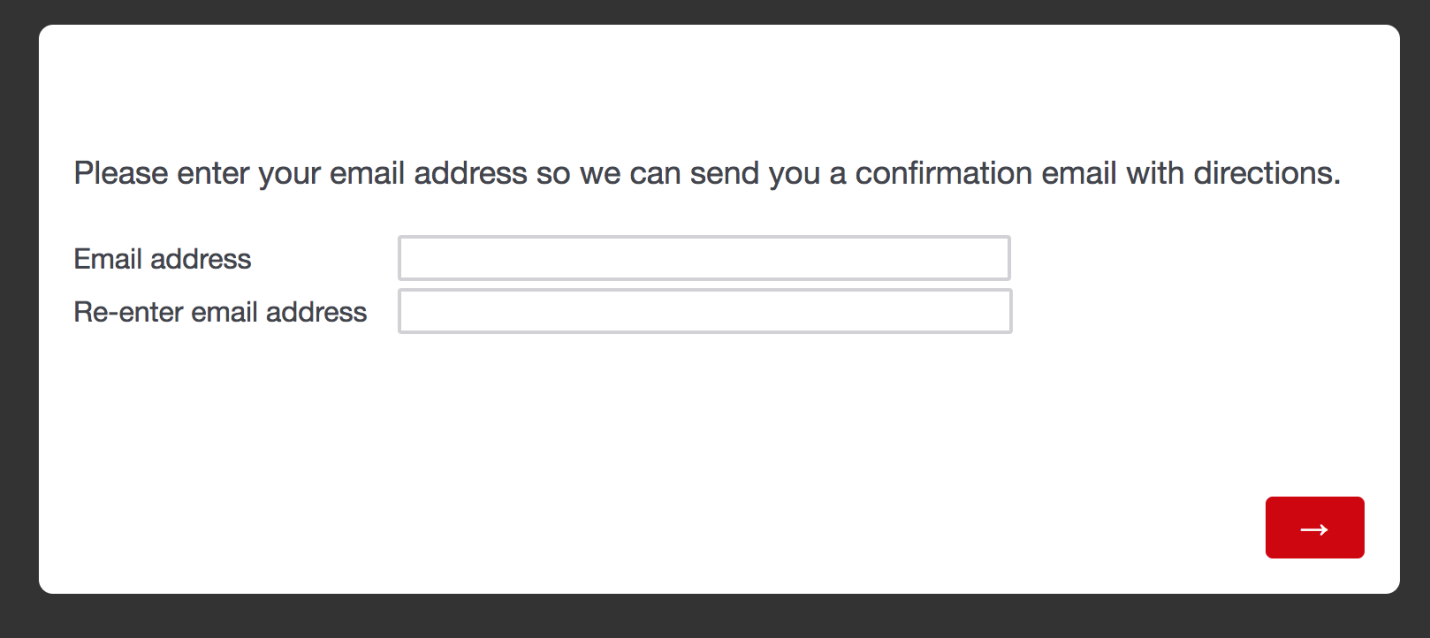 Please enter your email address so we can send you a confirmation email with directions.
Email address
Re-enter email address
→